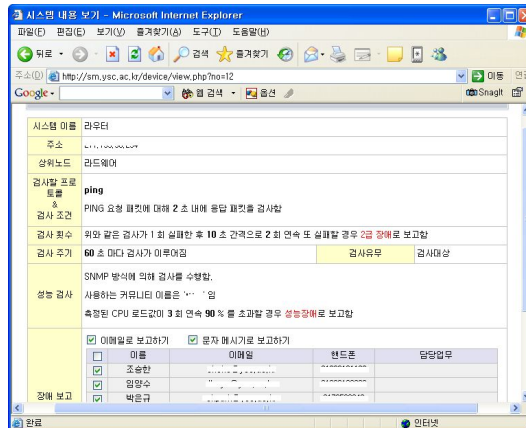 시스템 내용 보기 - Microsoft Internet Explorer
파일(F) 편집(E) 보기(V) 즐겨찾기(A) 도구(T) 도움말(H)
뒤로 검색 즐겨찾기
주소(D) http://sm.ysc.ac.kr/device/view.php?no=12 이동 연결
Google 웹 검색 옵션 SnagIt
시스템 이름 라우터
주소
상위노드 라드웨어
검사할 프로토콜 & 검사 조건 ping
PING 요청 패킷에 대해 2 초 내에 응답 패킷를 검사함
검사 횟수 위와 같은 검사가 1 회 실패한 후 10 초 간격으로 2 회 연속 또 실패할 경우 2급 장애로 보고함
검사 주기 60 초 마다 검사가 이루어짐 검사유무 검사대상
성능 검사 SNMP 방식에 의해 검사를 수행함.
사용하는 커뮤니티 이름은 임
측정된 CPU 로드값이 3 회 연속 90 % 를 초과할 경우 성능장애로 보고함
장애 보고 이메일로 보고하기 문자 메시지로 보고하기
이름 이메일 핸드폰 담당업무
조승한
임양수
박은규
완료 인터넷